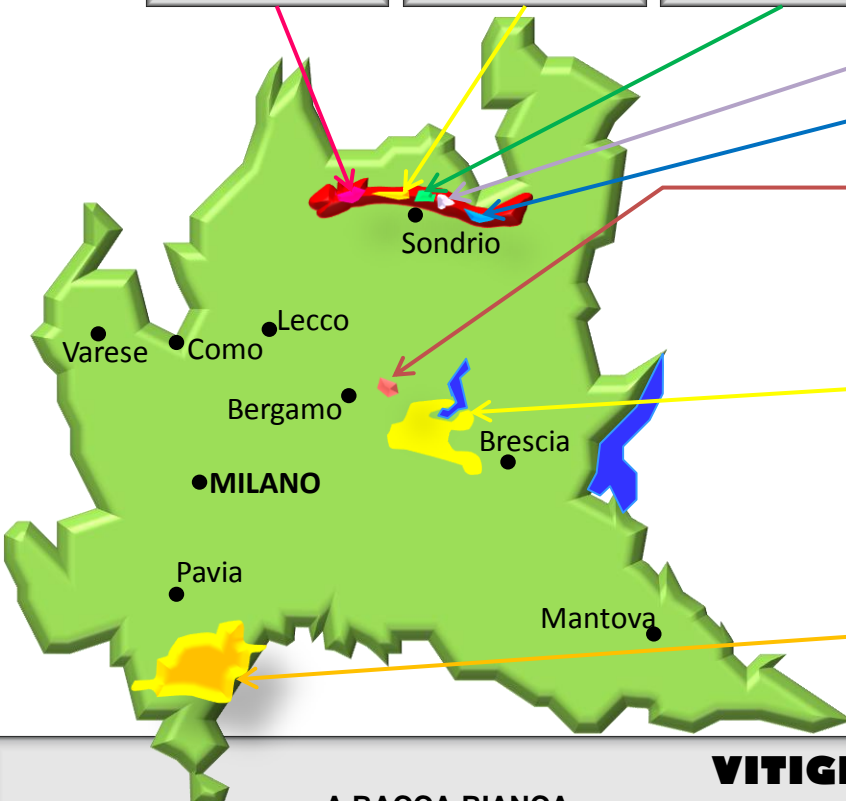 Sondrio
Lecco
Varese
Como
Bergamo
Brescia
MILANO
Pavia
Mantova